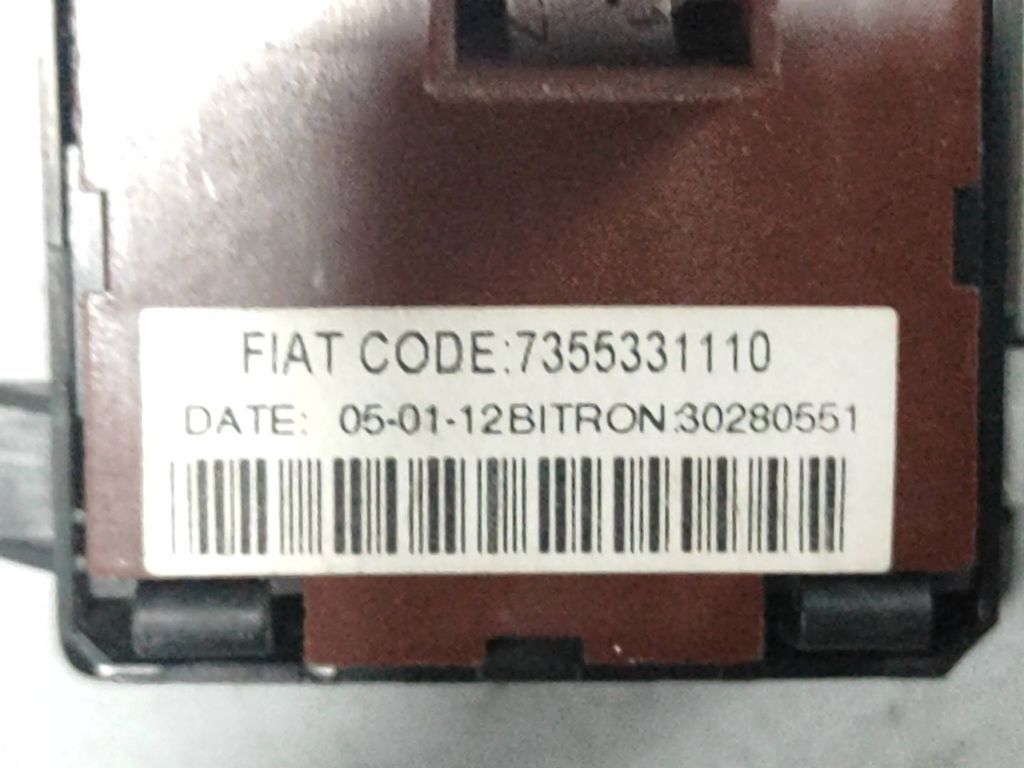 FIAT CODE:7355331110
DATE: 05-01-12BITRON:30280551